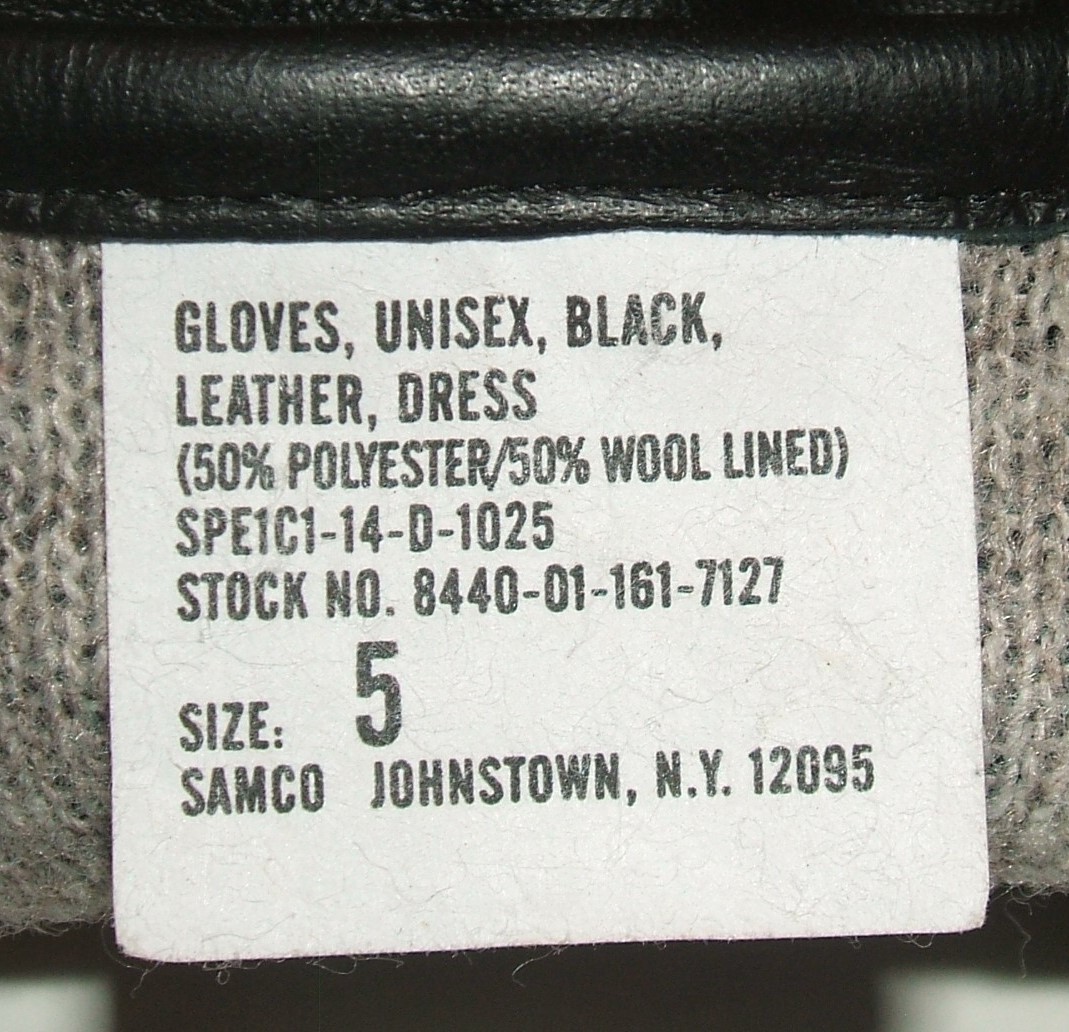 GLOVES, UNISEX, BLACK,
LEATHER, DRESS
(50% POLYESTER/50% WOOL LINED)
SPE1C1-14-D-1025
STOCK NO. 8440-01-161-7127
SIZE: 5
SAMCO JOHNSTOWN, N.Y. 12095